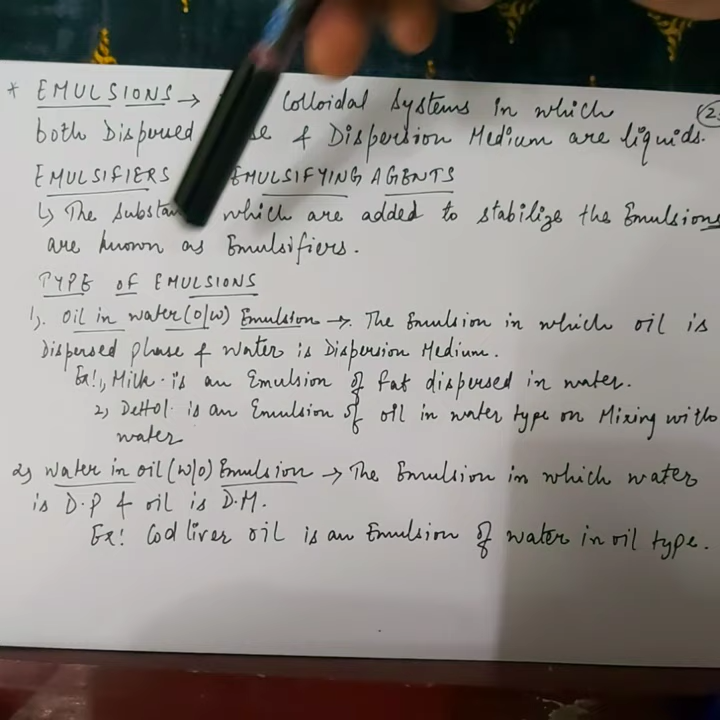 * EMULSIONS → Colloidal Systems In which (2
both Dispersed se & Dispersion Medium are liquids.
EMULSIFIERS EMULSIFYING AGENTS
↳ The Substan which are added to stabilize the Emulsions
are known as Emulsifiers.
TYPE OF EMULSIONS
1). Oil in water (O/W) Emulsion →. The Emulsion in which oil is
Dispersed Phase & Water is Dispersion Medium.
Ex! 1, Milk. is an Emulsion of Fat dispersed in water.
2, Dettol. is an Emulsion of oil in water type on Mixing with
water
2, Water in oil (W/O) Emulsion → The Emulsion in which water
is D.P & oil is D.M.
Ex! Cod liver oil is an Emulsion of water in oil type.